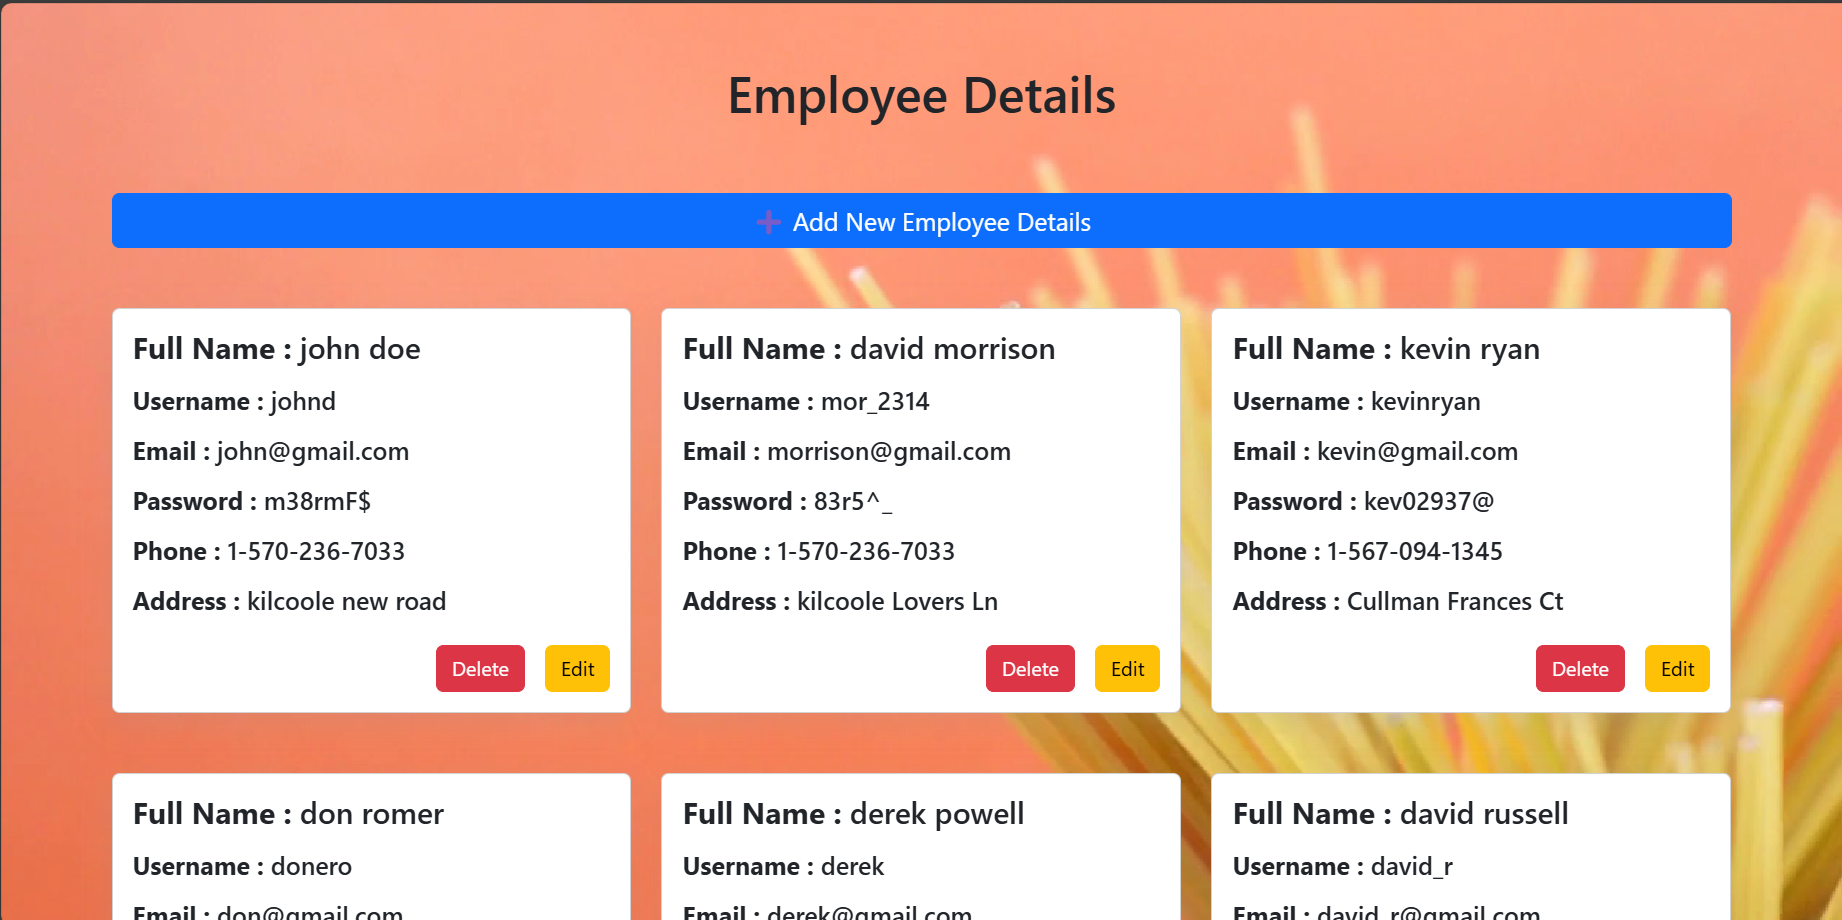 Employee Details
➕ Add New Employee Details
Full Name : john doe
Username : johnd
Email : john@gmail.com
Password : m38rmF$
Phone : 1-570-236-7033
Address : kilcoole new road
Delete Edit
Full Name : david morrison
Username : mor_2314
Email : morrison@gmail.com
Password : 83r5^_
Phone : 1-570-236-7033
Address : kilcoole Lovers Ln
Delete Edit
Full Name : kevin ryan
Username : kevinryan
Email : kevin@gmail.com
Password : kev02937@
Phone : 1-567-094-1345
Address : Cullman Frances Ct
Delete Edit
Full Name : don romer
Username : donero
Email : don@gmail.com
Full Name : derek powell
Username : derek
Email : derek@gmail.com
Full Name : david russell
Username : david_r
Email : david_r@gmail.com